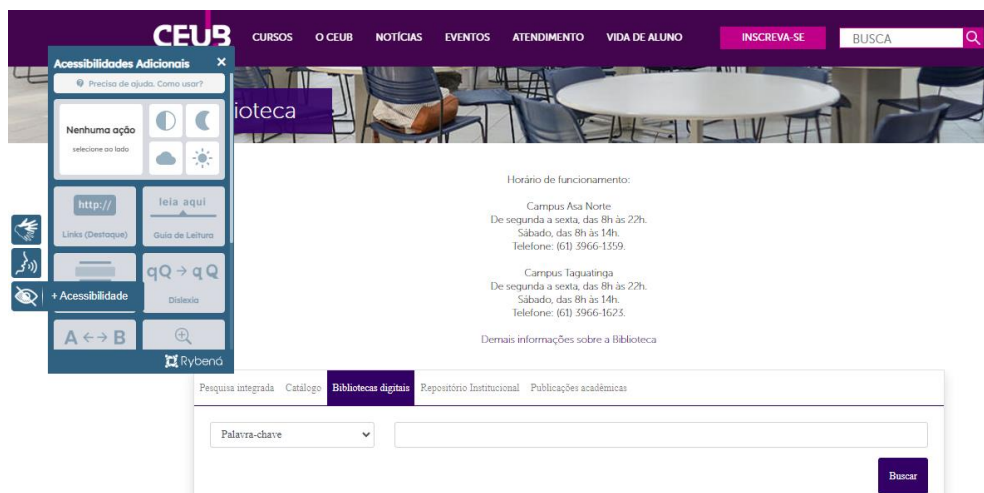 CEUB
CURSOS O CEUB NOTÍCIAS EVENTOS ATENDIMENTO VIDA DE ALUNO INSCREVA-SE BUSCA
Acessibilidades Adicionais ×
Precisa de ajuda. Como usar?
Nenhuma ação
selecione ao lado
lioteca
http://
Links (Destaque)
leia aqui
Guia de Leitura
qQ → qQ
Dislexia
+ Acessibilidade
A ←→ B
Rybená
Horário de funcionamento:
Campus Asa Norte
De segunda a sexta, das 8h às 22h.
Sábado, das 8h às 14h.
Telefone: (61) 3966-1359.
Campus Taguatinga
De segunda a sexta, das 8h às 22h.
Sábado, das 8h às 14h.
Telefone: (61) 3966-1623.
Demais informações sobre a Biblioteca
Pesquisa integrada Catálogo Bibliotecas digitais Repositório Institucional Publicações acadêmicas
Palavra-chave
Buscar